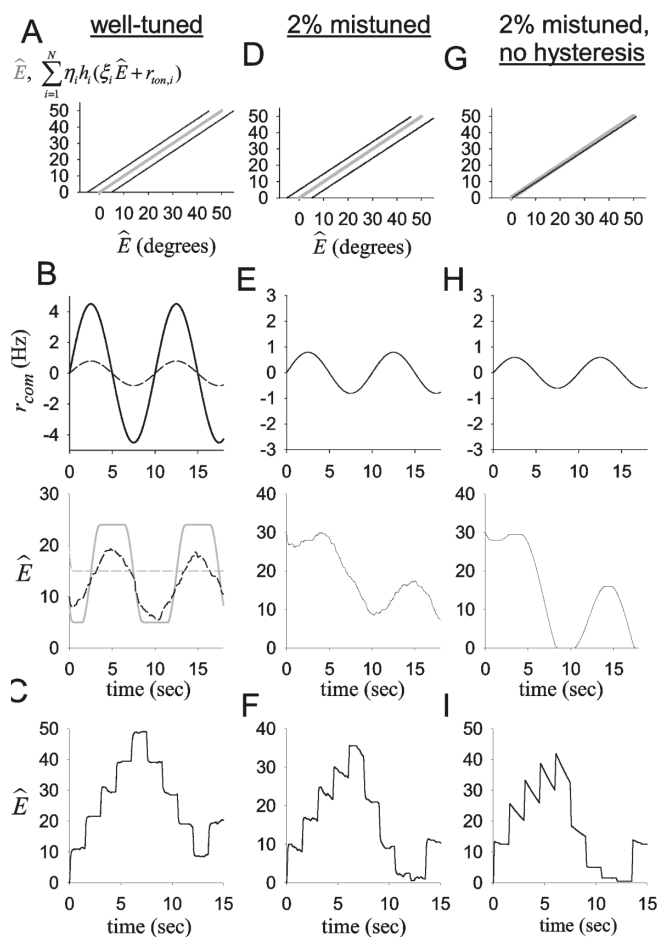 A well-tuned
D 2% mistuned
G 2% mistuned, no hysteresis
Ê, ∑ᵢ₌₁ᴺ ηᵢhᵢ(ξᵢÊ + r_ton,i)
50
40
30
20
10
0
0 10 20 30 40 50
Ê (degrees)
50
40
30
20
10
0
0 10 20 30 40 50
Ê (degrees)
50
40
30
20
10
0
0 10 20 30 40 50
B
r_com (Hz)
4
2
0
-2
-4
0 5 10 15
E
3
2
1
0
-1
-2
-3
0 5 10 15
H
3
2
1
0
-1
-2
-3
0 5 10 15
Ê
30
20
10
0
0 5 10 15
time (sec)
40
30
20
10
0
0 5 10 15
time (sec)
40
30
20
10
0
0 5 10 15
time (sec)
C
Ê
50
40
30
20
10
0
0 5 10 15
time (sec)
F
40
30
20
10
0
0 5 10 15
time (sec)
I
50
40
30
20
10
0
0 5 10 15
time (sec)